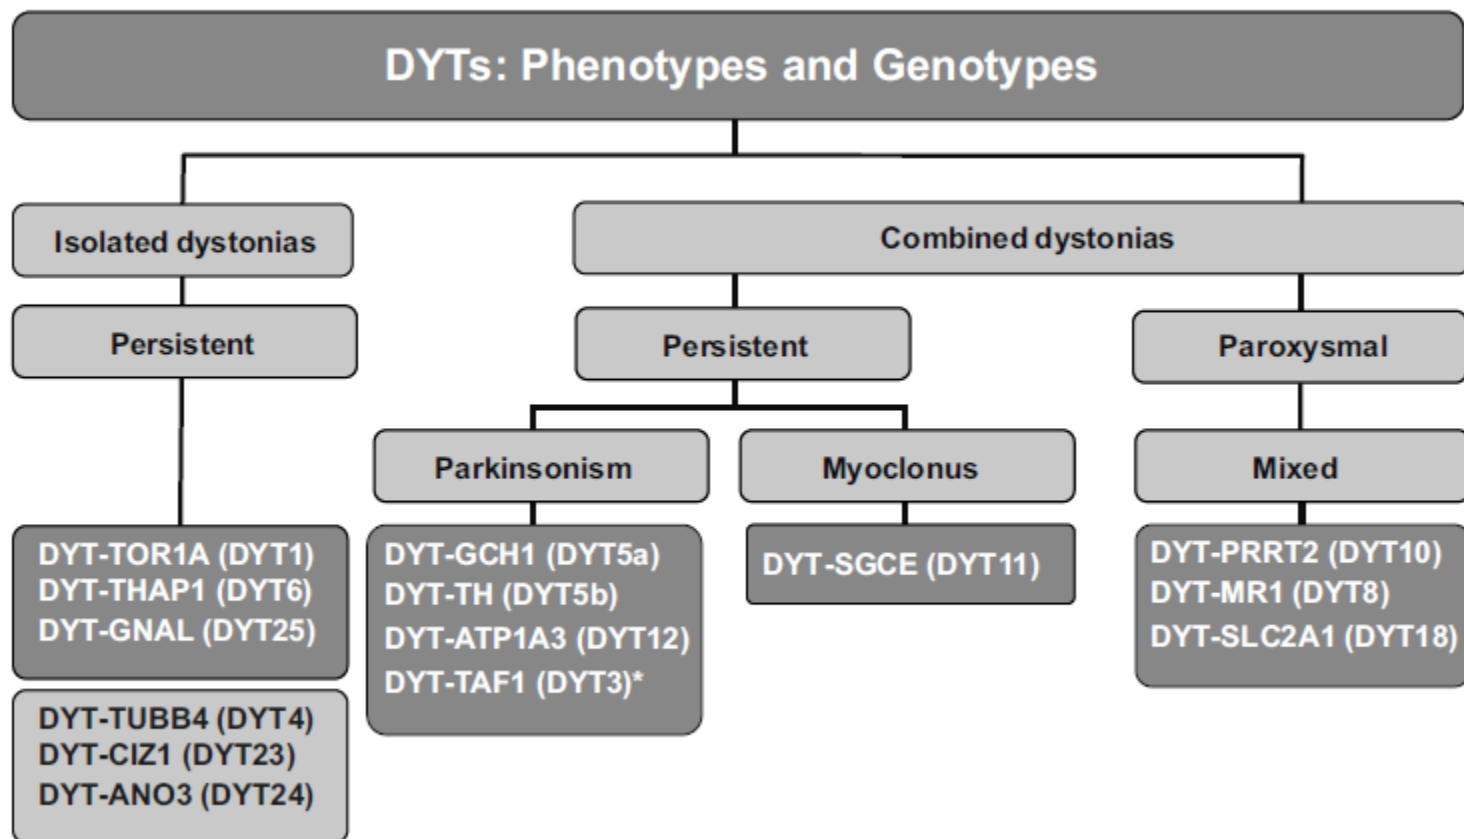 DYTs: Phenotypes and Genotypes
Isolated dystonias
Combined dystonias
Persistent
Persistent
Paroxysmal
Parkinsonism
Myoclonus
Mixed
DYT-TOR1A (DYT1)
DYT-THAP1 (DYT6)
DYT-GNAL (DYT25)
DYT-TUBB4 (DYT4)
DYT-CIZ1 (DYT23)
DYT-ANO3 (DYT24)
DYT-GCH1 (DYT5a)
DYT-TH (DYT5b)
DYT-ATP1A3 (DYT12)
DYT-TAF1 (DYT3)*
DYT-SGCE (DYT11)
DYT-PRRT2 (DYT10)
DYT-MR1 (DYT8)
DYT-SLC2A1 (DYT18)